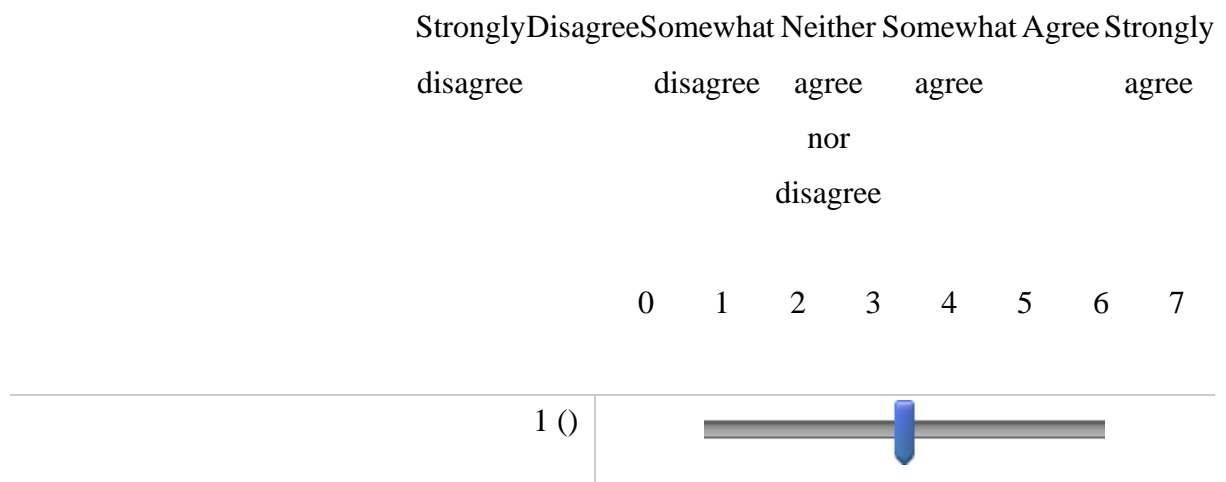 StronglyDisagreeSomewhat Neither Somewhat Agree Strongly
disagree disagree agree agree agree
nor
disagree
0 1 2 3 4 5 6 7
1 ()